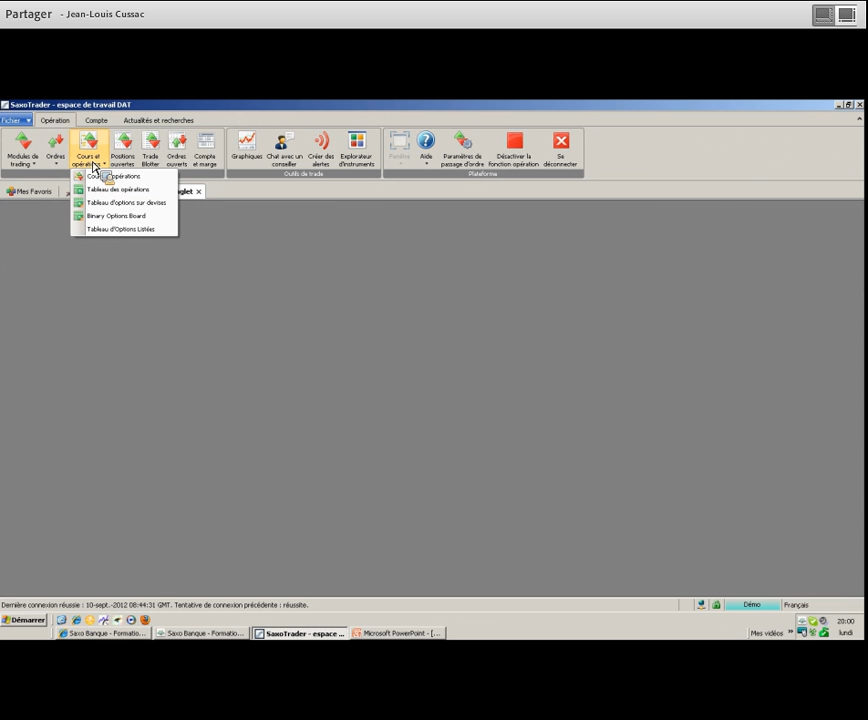 Partager - Jean-Louis Cussac
SaxoTrader - espace de travail DAT
Fichier Opération Compte Actualités et recherches
Modules de trading Ordres Cours et opérations Positions ouvertes Trade Blotter Ordres ouverts Compte et marge Graphiques Chat avec un conseiller Créer des alertes Explorateur d'instruments Fenêtre Aide Paramètres de passage d'ordre Désactiver la fonction opération Se déconnecter
Outils de trade Plateforme
Mes Favoris
Tableau des opérations
Tableau d'options sur devises
Binary Options Board
Tableau d'Options Listées
Dernière connexion réussie : 10-sept.-2012 08:44:31 GMT. Tentative de connexion précédente : réussite. Démo Français
Démarrer 20:00
Saxo Banque - Formatio... Saxo Banque - Formatio... SaxoTrader - espace ... Microsoft PowerPoint - [... Mes vidéos » lundi